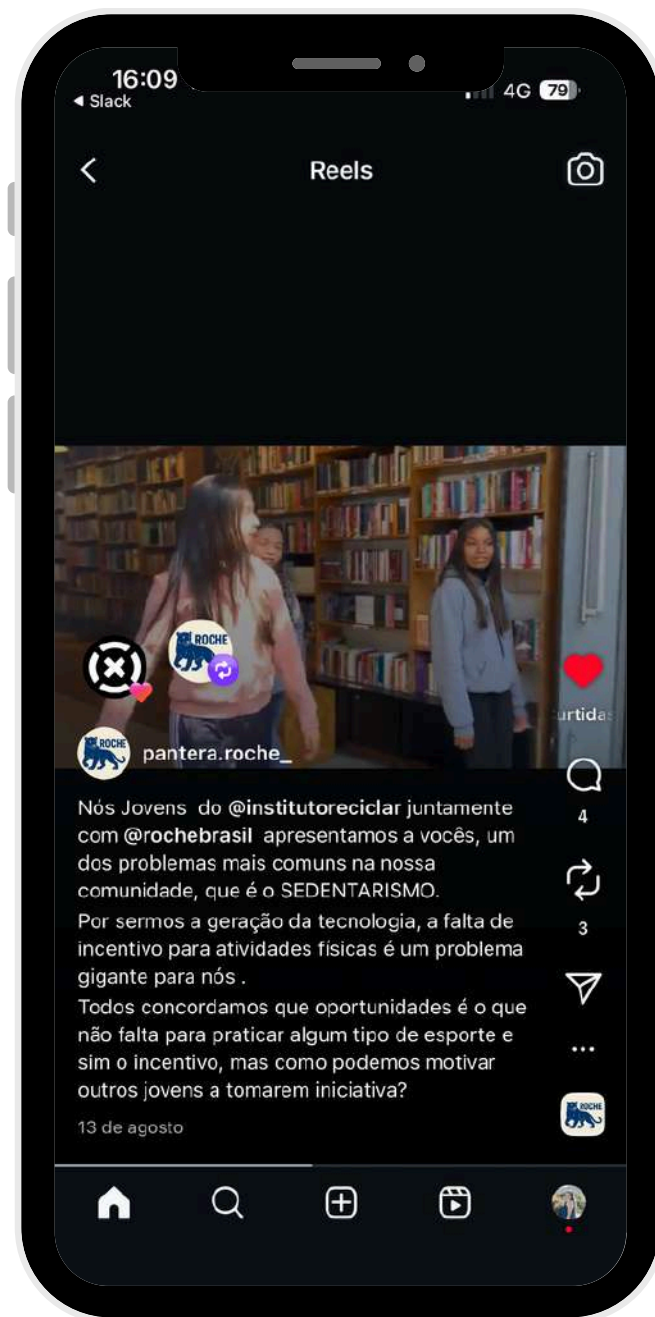 16:09
◀ Slack
4G 79
Reels
ROCHE
urtidas
ROCHE
pantera.roche_
Nós Jovens do @institutoreciclar juntamente
com @rochebrasil apresentamos a vocês, um
dos problemas mais comuns na nossa
comunidade, que é o SEDENTARISMO.
Por sermos a geração da tecnologia, a falta de
incentivo para atividades físicas é um problema
gigante para nós .
Todos concordamos que oportunidades é o que
não falta para praticar algum tipo de esporte e
sim o incentivo, mas como podemos motivar
outros jovens a tomarem iniciativa?
13 de agosto
4
3
ROCHE